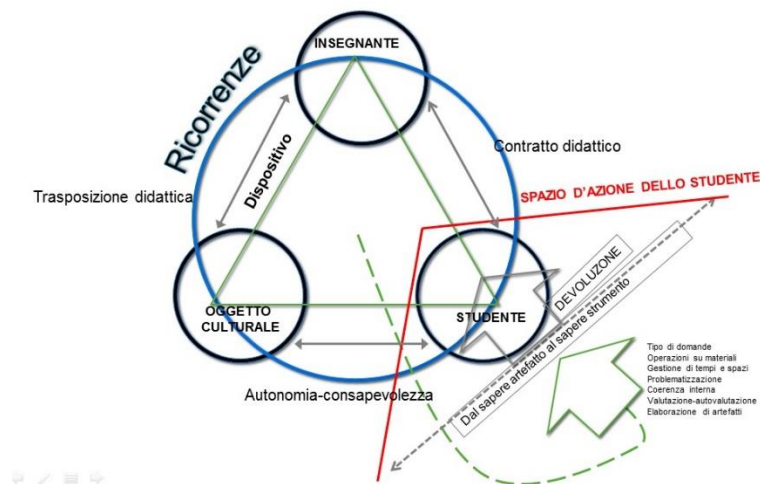 INSEGNANTE
Ricorrenze
Dispositivo
Contratto didattico
Trasposizione didattica
SPAZIO D'AZIONE DELLO STUDENTE
OGGETTO
CULTURALE
STUDENTE
DEVOLUZONE
Dal sapere artefatto al sapere strumento
Autonomia-consapevolezza
Tipo di domande
Operazioni su materiali
Gestione di tempi e spazi
Problematizzazione
Coerenza interna
Valutazione-autovalutazione
Elaborazione di artefatti